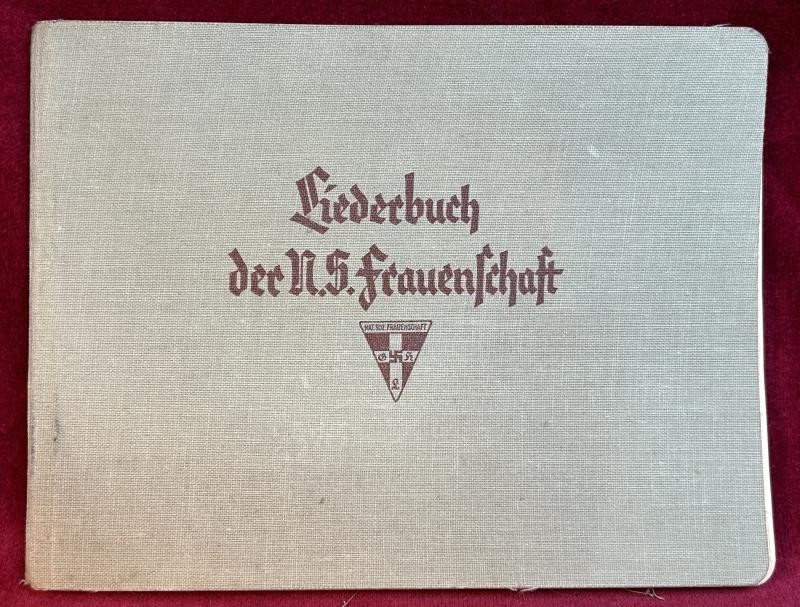 Liederbuch
der N.S. Frauenschaft
NAT. SOZ. FRAUENSCHAFT
G H
L